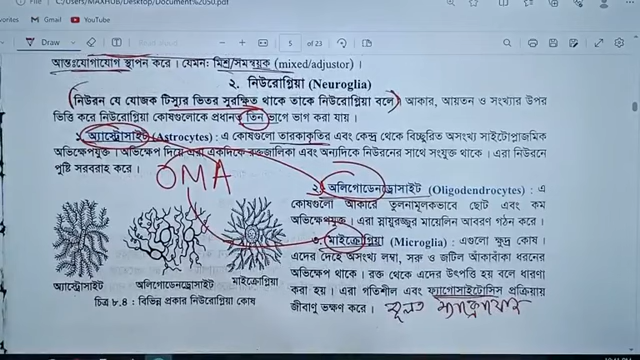 C:/Users/MAXHUB/Desktop/Document%20
Gmail YouTube
Draw 5 of 23
আন্তঃযোগাযোগ স্থাপন করে। যেমন: মিশ্র/সমন্বয়ক (mixed/adjustor).
২. নিউরোগ্লিয়া (Neuroglia)
নিউরন যে যোজক টিস্যুর ভিতর সুরক্ষিত থাকে তাকে নিউরোগ্লিয়া বলে। আকার, আয়তন ও সংখ্যার উপর
ভিত্তি করে নিউরোগ্লিয়া কোষগুলোকে প্রধানত তিন ভাগে ভাগ করা যায়।
১. অ্যাস্ট্রোসাইট (Astrocytes) : এ কোষগুলো তারকাকৃতির এবং কেন্দ্র থেকে বিচ্ছুরিত অসংখ্য সাইটোপ্লাজমিক
অভিক্ষেপযুক্ত। অভিক্ষেপ দিয়ে এরা একদিকে রক্তজালিকা এবং অন্যদিকে নিউরনের সাথে সংযুক্ত থাকে। এরা নিউরনে
পুষ্টি সরবরাহ করে।
OMA
২. অলিগোডেনড্রোসাইট (Oligodendrocytes) : এ
কোষগুলো আকারে তুলনামূলকভাবে ছোট এবং কম
অভিক্ষেপযুক্ত। এরা স্নায়ুরজ্জুর মায়েলিন আবরণ গঠন করে।
৩. মাইক্রোগ্লিয়া (Microglia) : এগুলো ক্ষুদ্র কোষ।
এদের দেহে অসংখ্য লম্বা, সরু ও জটিল আঁকাবাঁকা ধরনের
অভিক্ষেপ থাকে। রক্ত থেকে এদের উৎপত্তি হয় বলে ধারণা
করা হয়। এরা গতিশীল এবং ফ্যাগোসাইটোসিস প্রক্রিয়ায়
জীবাণু ভক্ষণ করে।
অ্যাস্ট্রোসাইট অলিগোডেনড্রোসাইট মাইক্রোগ্লিয়া
চিত্র ৮.৪ : বিভিন্ন প্রকার নিউরোগ্লিয়া কোষ